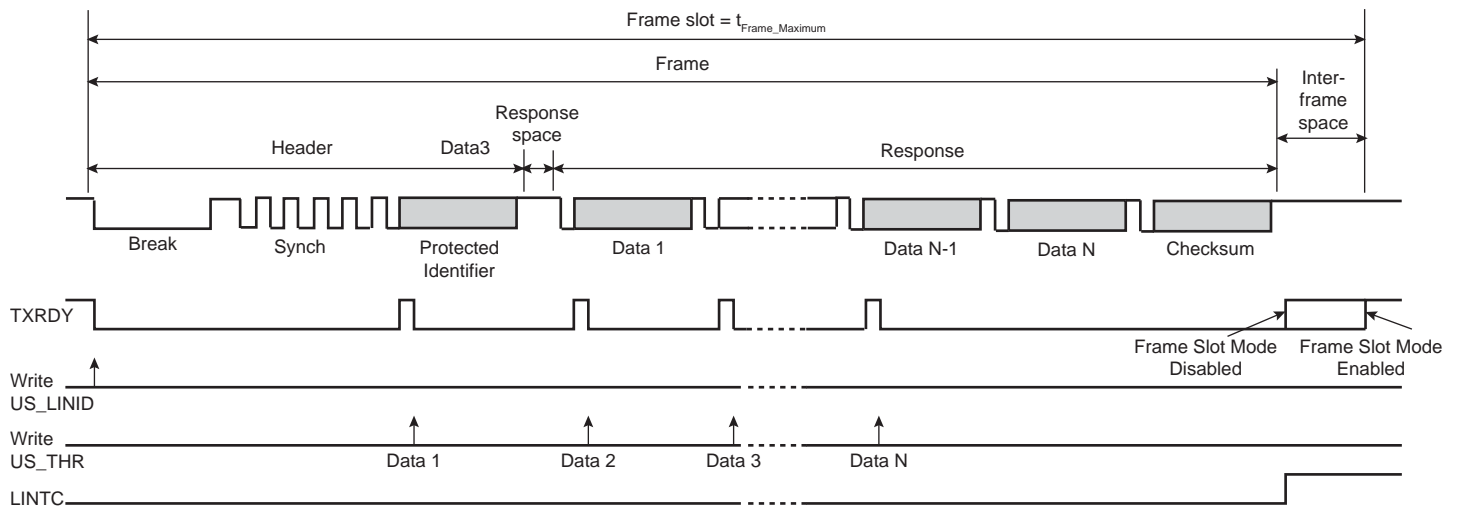 Frame slot = tFrame_Maximum
Frame
Inter-
frame
space
Response
space
Header
Data3
Response
Break
Synch
Protected
Identifier
Data 1
Data N-1
Data N
Checksum
TXRDY
Frame Slot Mode
Disabled
Frame Slot Mode
Enabled
Write
US_LINID
Write
US_THR
Data 1
Data 2
Data 3
Data N
LINTC